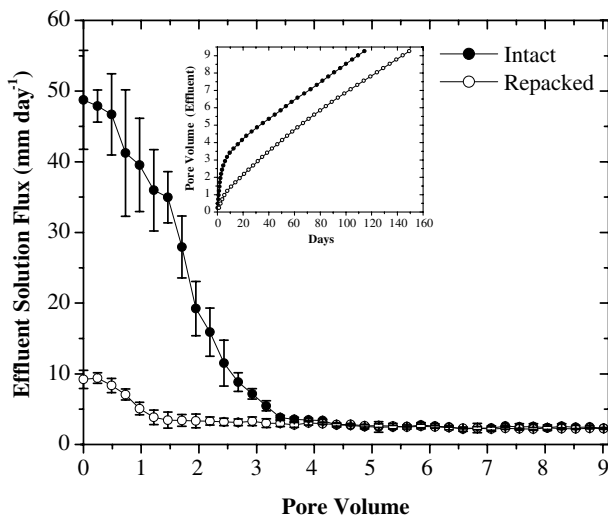 Effluent Solution Flux (mm day-1)
60
50
40
30
20
10
0
0 1 2 3 4 5 6 7 8 9
Pore Volume
Intact
Repacked
Pore Volume (Effluent)
9
8
7
6
5
4
3
2
1
0
0 20 40 60 80 100 120 140 160
Days